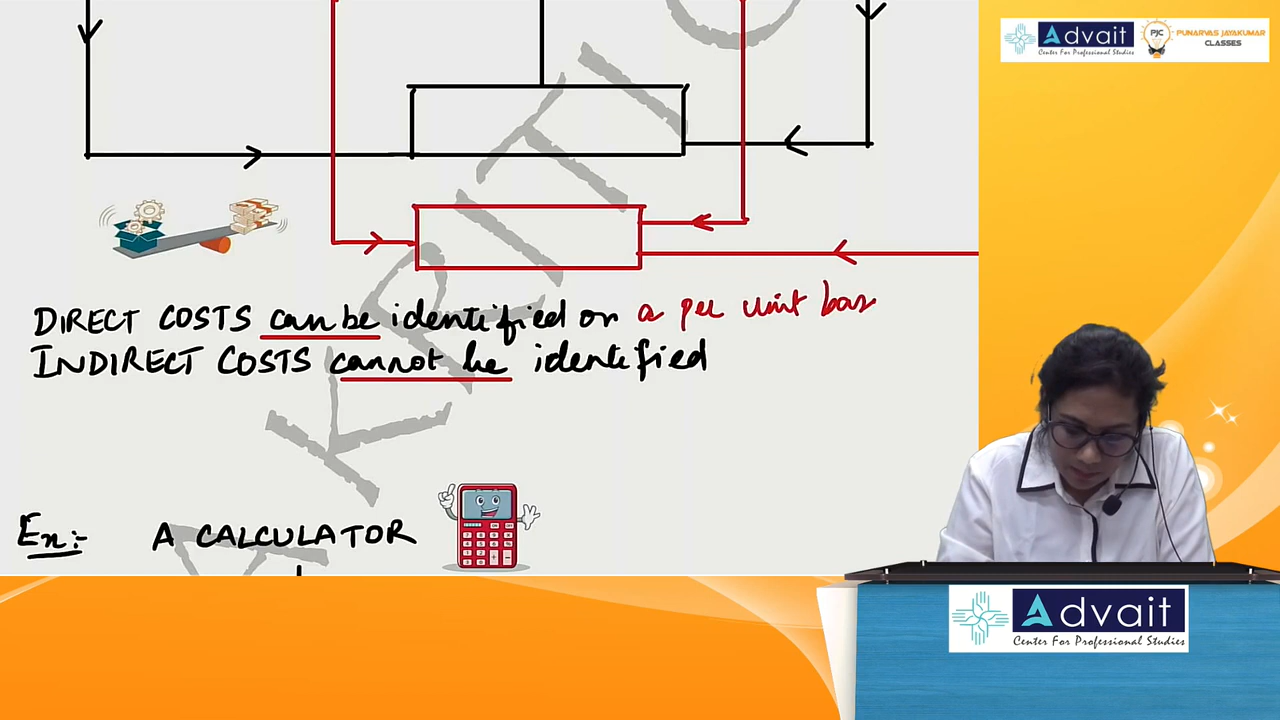 Advait
Center For Professional Studies
PJC
PUNARVAS JAYAKUMAR
CLASSES
KRITI
DIRECT COSTS can be identified on a per unit bas
INDIRECT COSTS cannot be identified
Ex:- A CALCULATOR
Advait
Center For Professional Studies